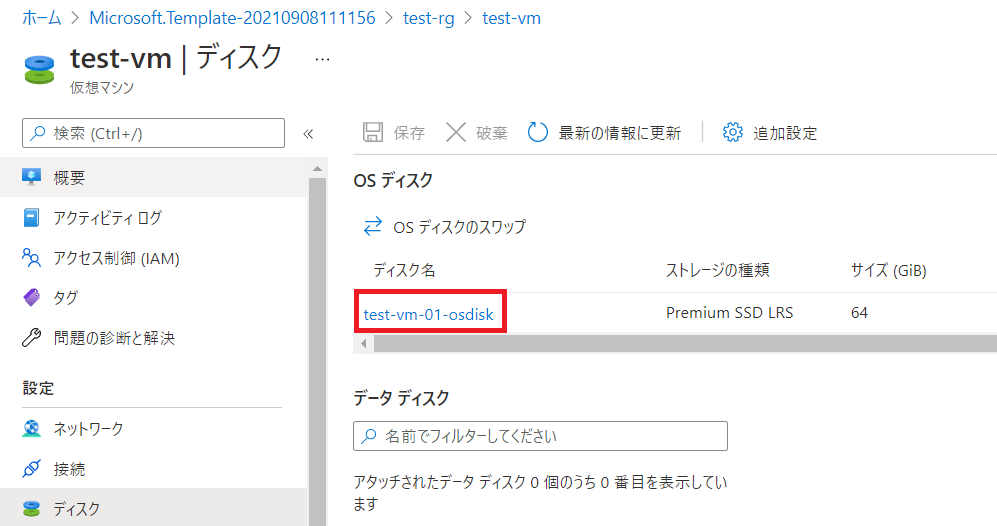 ホーム > Microsoft.Template-20210908111156 > test-rg > test-vm
test-vm | ディスク ...
仮想マシン
検索 (Ctrl+/)
概要
アクティビティ ログ
アクセス制御 (IAM)
タグ
問題の診断と解決
設定
ネットワーク
接続
ディスク
保存 破棄 最新の情報に更新 追加設定
OS ディスク
OS ディスクのスワップ
ディスク名 ストレージの種類 サイズ (GiB)
test-vm-01-osdisk Premium SSD LRS 64
データ ディスク
名前でフィルターしてください
アタッチされたデータ ディスク 0 個のうち 0 番目を表示してい
ます